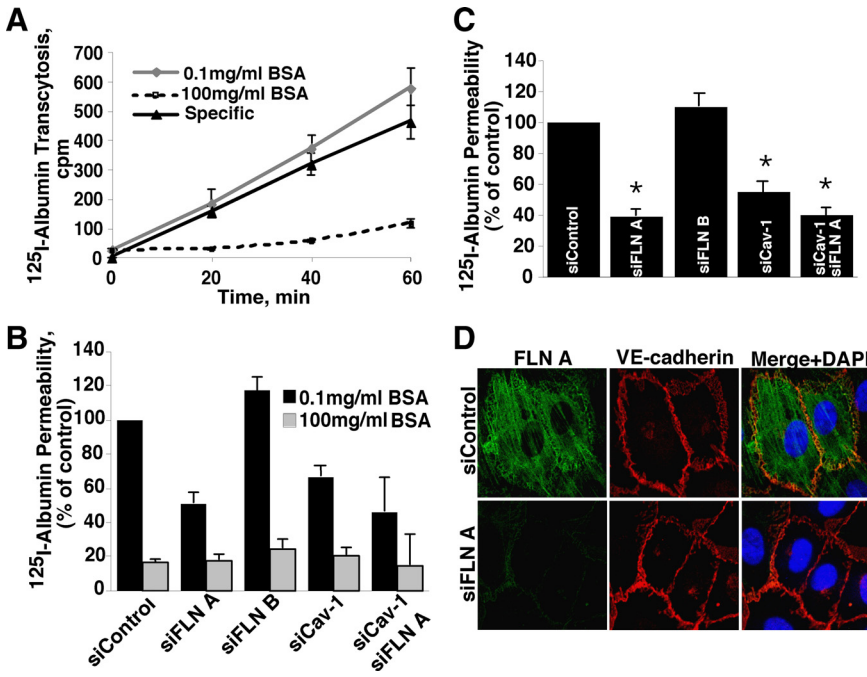 A
¹²⁵I-Albumin Transcytosis,
cpm
700
600
500
400
300
200
100
0
0.1mg/ml BSA
100mg/ml BSA
Specific
0
20
40
60
Time, min
B
¹²⁵I-Albumin Permeability,
(% of control)
140
120
100
80
60
40
20
0
0.1mg/ml BSA
100mg/ml BSA
siControl
siFLN A
siFLN B
siCav-1
siCav-1
siFLN A
C
¹²⁵I-Albumin Permeability
(% of control)
140
120
100
80
60
40
20
0
*
*
*
siControl
siFLN A
siFLN B
siCav-1
siCav-1
siFLN A
D
FLN A
VE-cadherin
Merge+DAPI
siControl
siFLN A